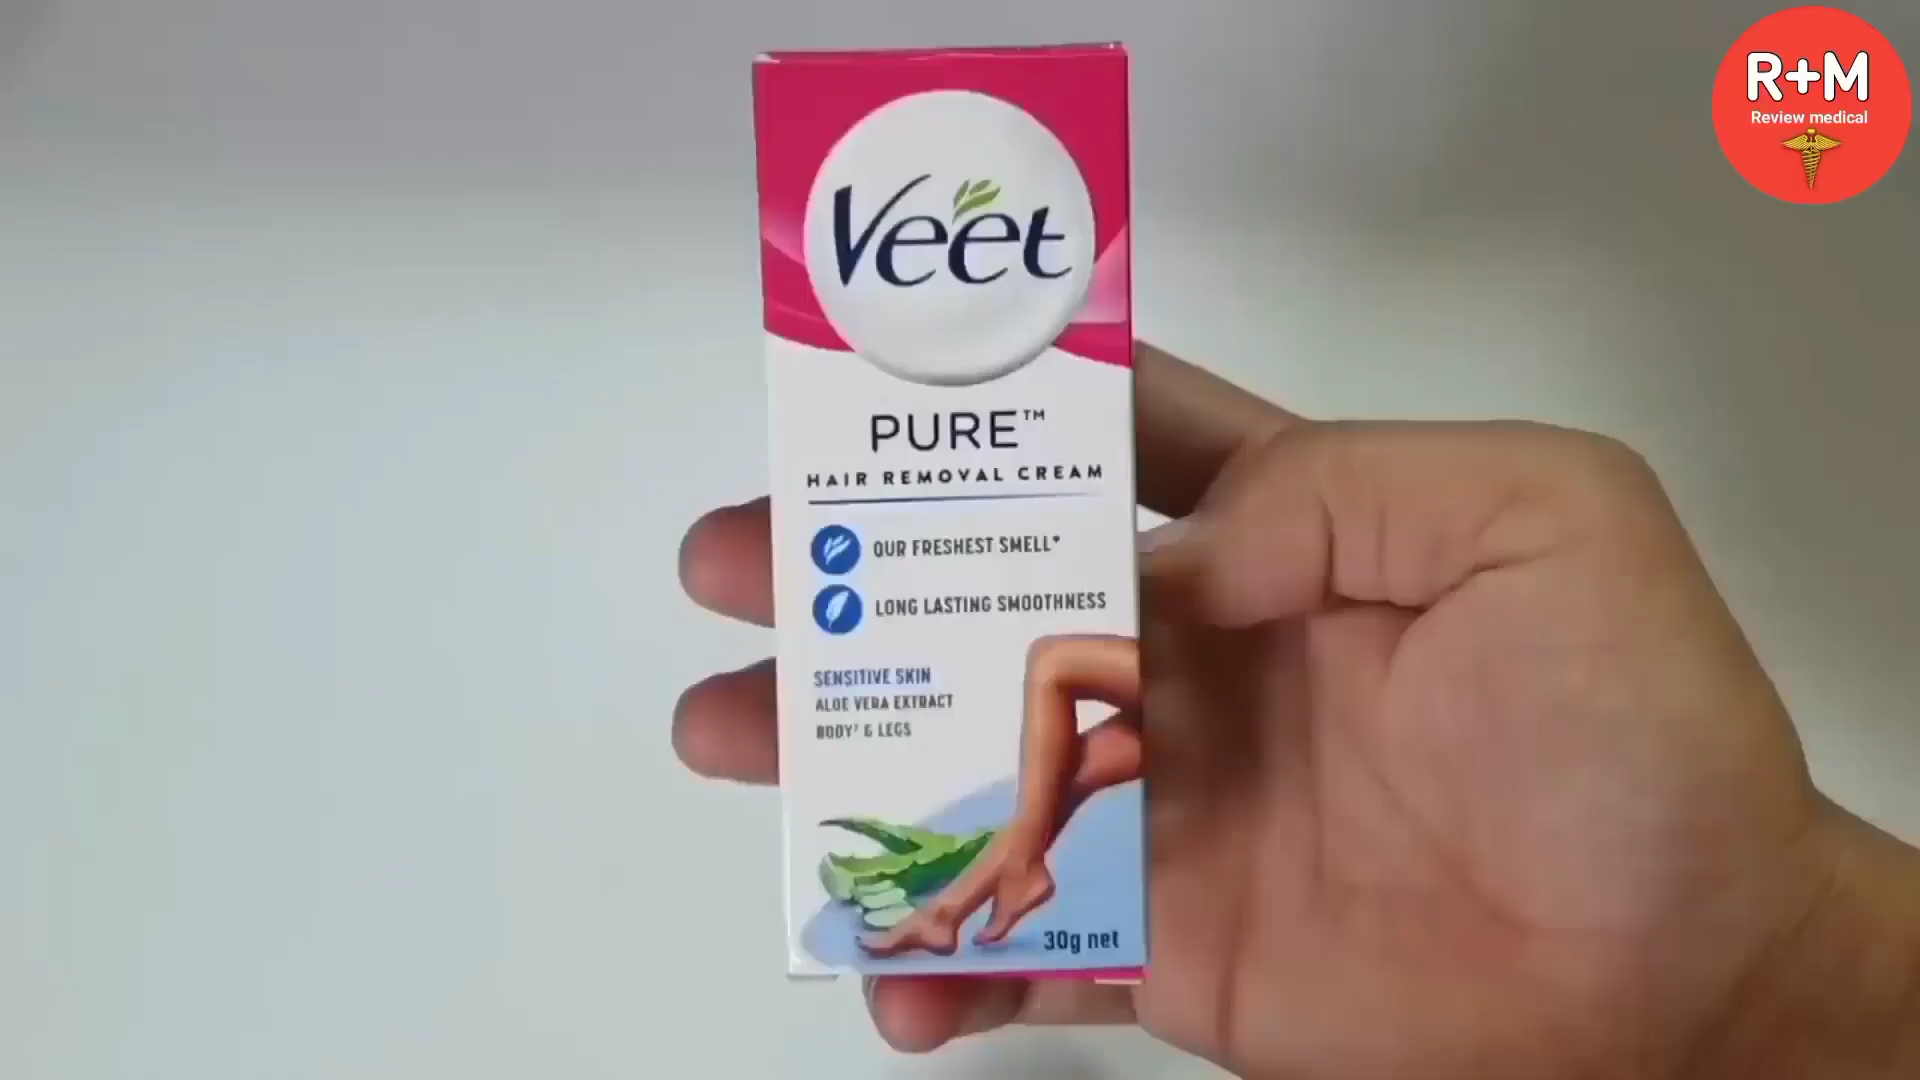 Veet
PURE™
HAIR REMOVAL CREAM
OUR FRESHEST SMELL*
LONG LASTING SMOOTHNESS
SENSITIVE SKIN
ALOE VERA EXTRACT
BODY† & LEGS
30g net
R+M
Review medical